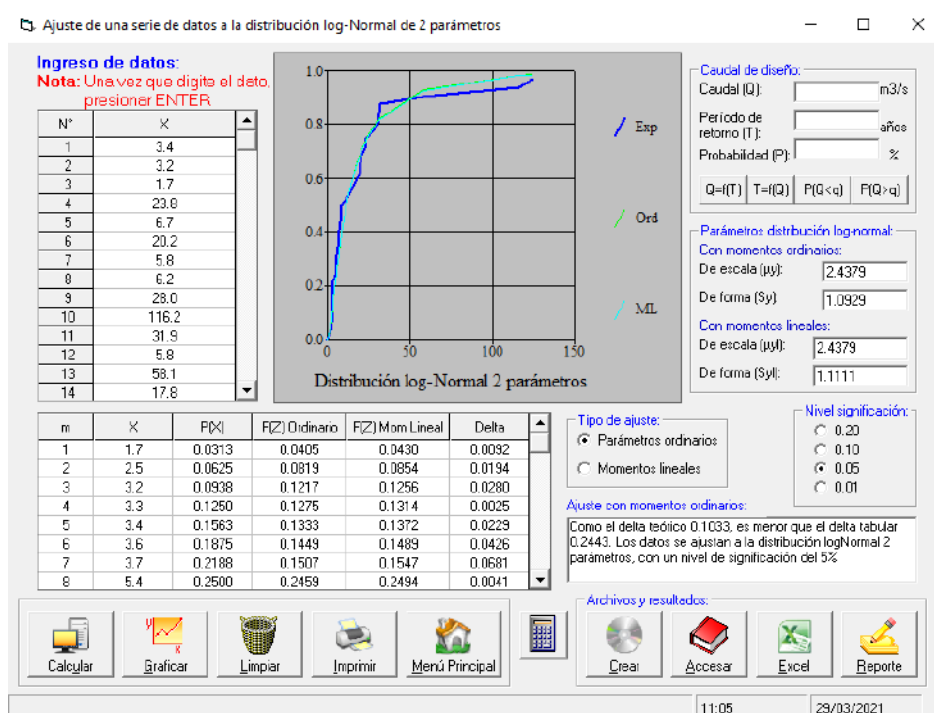 Ajuste de una serie de datos a la distribución log-Normal de 2 parámetros
Ingreso de datos:
Nota: Una vez que digite el dato,
presionar ENTER
N° X
1 3.4
2 3.2
3 1.7
4 23.8
5 6.7
6 20.2
7 5.8
8 6.2
9 28.0
10 116.2
11 31.9
12 5.8
13 58.1
14 17.8
1.0
0.8
0.6
0.4
0.2
0.0
0 50 100 150
Exp
Ord
ML
Distribución log-Normal 2 parámetros
Caudal de diseño:
Caudal (Q): m3/s
Período de
retorno (T): años
Probabilidad (P): %
Q=f(T) T=f(Q) P(Q<q) P(Q>q)
Parámetros distribución log-normal:
Con momentos ordinarios:
De escala (μy): 2.4379
De forma (Sy) 1.0929
Con momentos lineales:
De escala (μyl): 2.4379
De forma (Syl): 1.1111
m X P(X) F(Z) Ordinario F(Z) Mom Lineal Delta
1 1.7 0.0313 0.0405 0.0430 0.0092
2 2.5 0.0625 0.0819 0.0854 0.0194
3 3.2 0.0938 0.1217 0.1256 0.0280
4 3.3 0.1250 0.1275 0.1314 0.0025
5 3.4 0.1563 0.1333 0.1372 0.0229
6 3.6 0.1875 0.1449 0.1489 0.0426
7 3.7 0.2188 0.1507 0.1547 0.0681
8 5.4 0.2500 0.2459 0.2494 0.0041
Tipo de ajuste:
Parámetros ordinarios
Momentos lineales
Nivel significación:
0.20
0.10
0.05
0.01
Ajuste con momentos ordinarios:
Como el delta teórico 0.1033, es menor que el delta tabular
0.2443. Los datos se ajustan a la distribución logNormal 2
parámetros, con un nivel de significación del 5%
Calcular Graficar Limpiar Imprimir Menú Principal
Archivos y resultados:
Crear Accesar Excel Reporte
11:05 29/03/2021